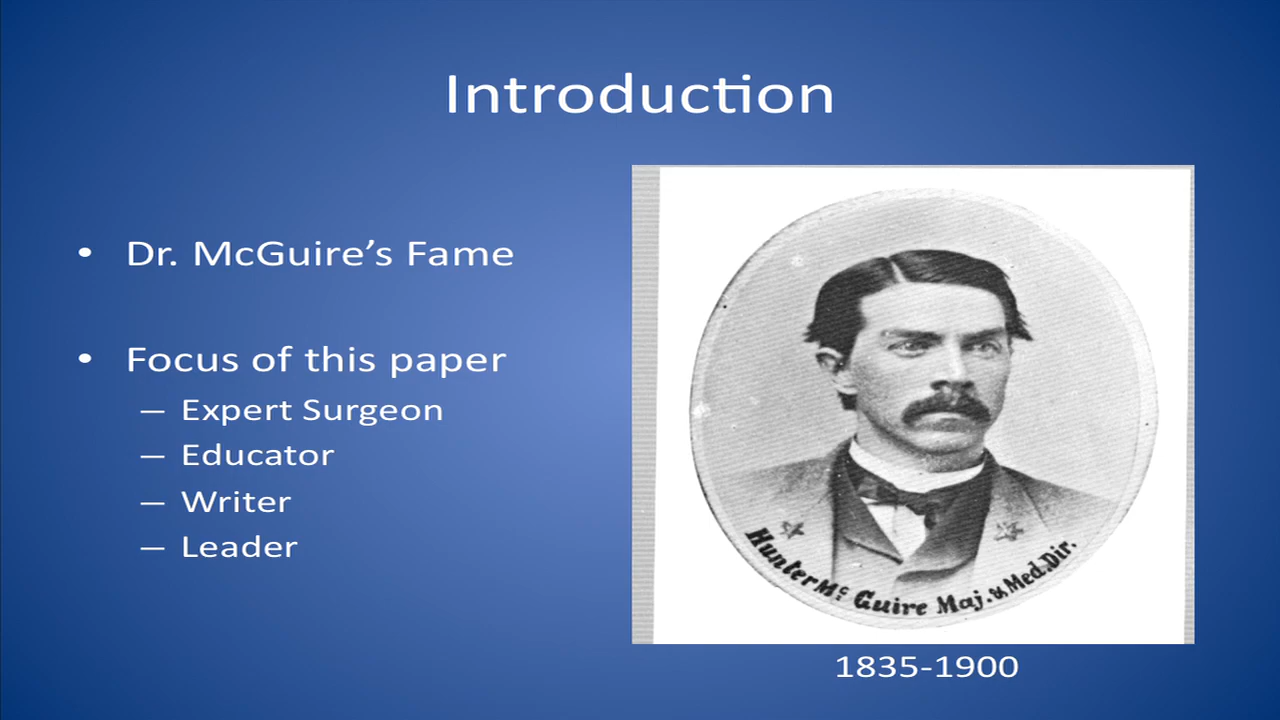 Introduction
• Dr. McGuire’s Fame
• Focus of this paper
– Expert Surgeon
– Educator
– Writer
– Leader
Hunter Mc Guire Maj. & Med. Dir.
1835-1900